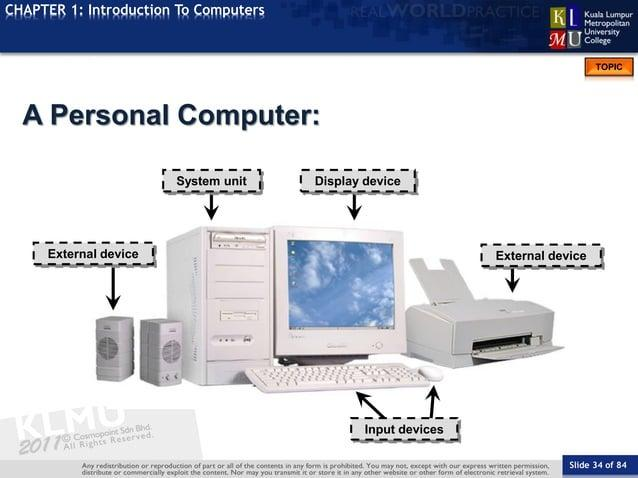 CHAPTER 1: Introduction To Computers
REALWORLDPRACTICE
KL
MU
Kuala Lumpur
Metropolitan
University
College
TOPIC
A Personal Computer:
System unit
Display device
External device
External device
Input devices
KLMU
2011© Cosmopoint Sdn Bhd.
All Rights Reserved.
Any redistribution or reproduction of part or all of the contents in any form is prohibited. You may not, except with our express written permission,
distribute or commercially exploit the content. Nor may you transmit it or store it in any other website or other form of electronic retrieval system.
Slide 34 of 84